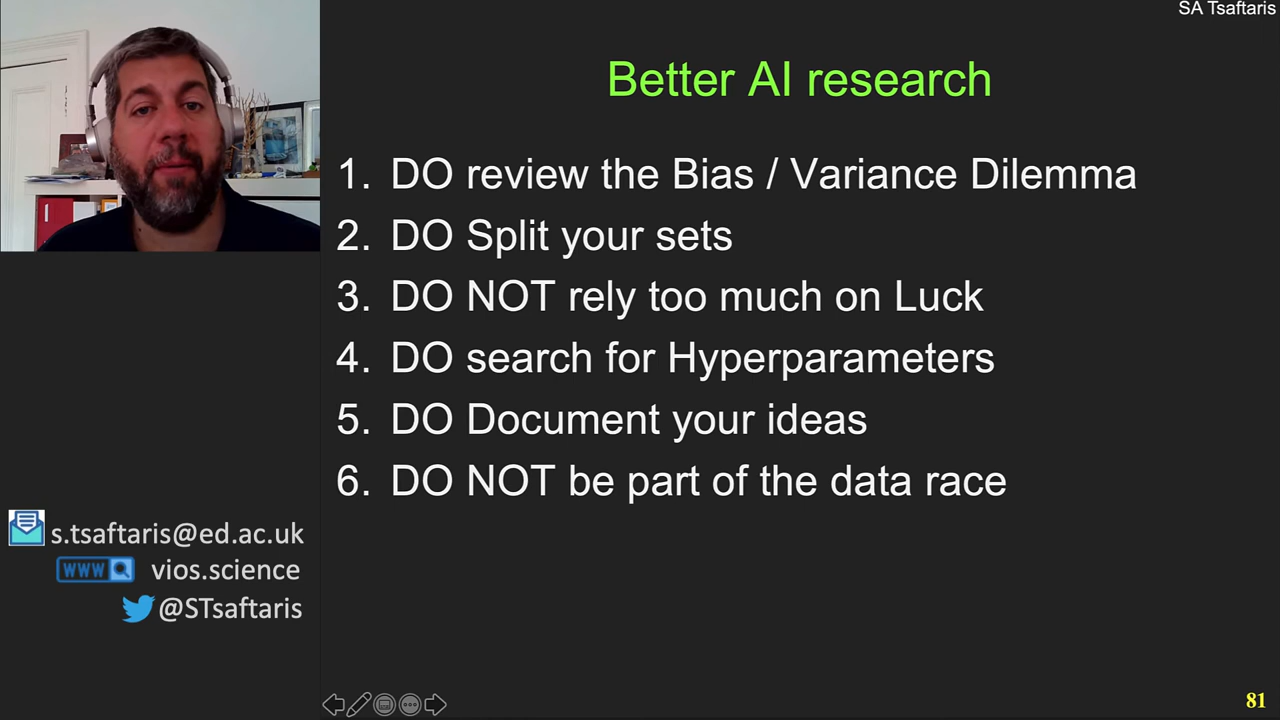 SA Tsaftaris
Better AI research
1. DO review the Bias / Variance Dilemma
2. DO Split your sets
3. DO NOT rely too much on Luck
4. DO search for Hyperparameters
5. DO Document your ideas
6. DO NOT be part of the data race
s.tsaftaris@ed.ac.uk
WWW vios.science
@STsaftaris
81